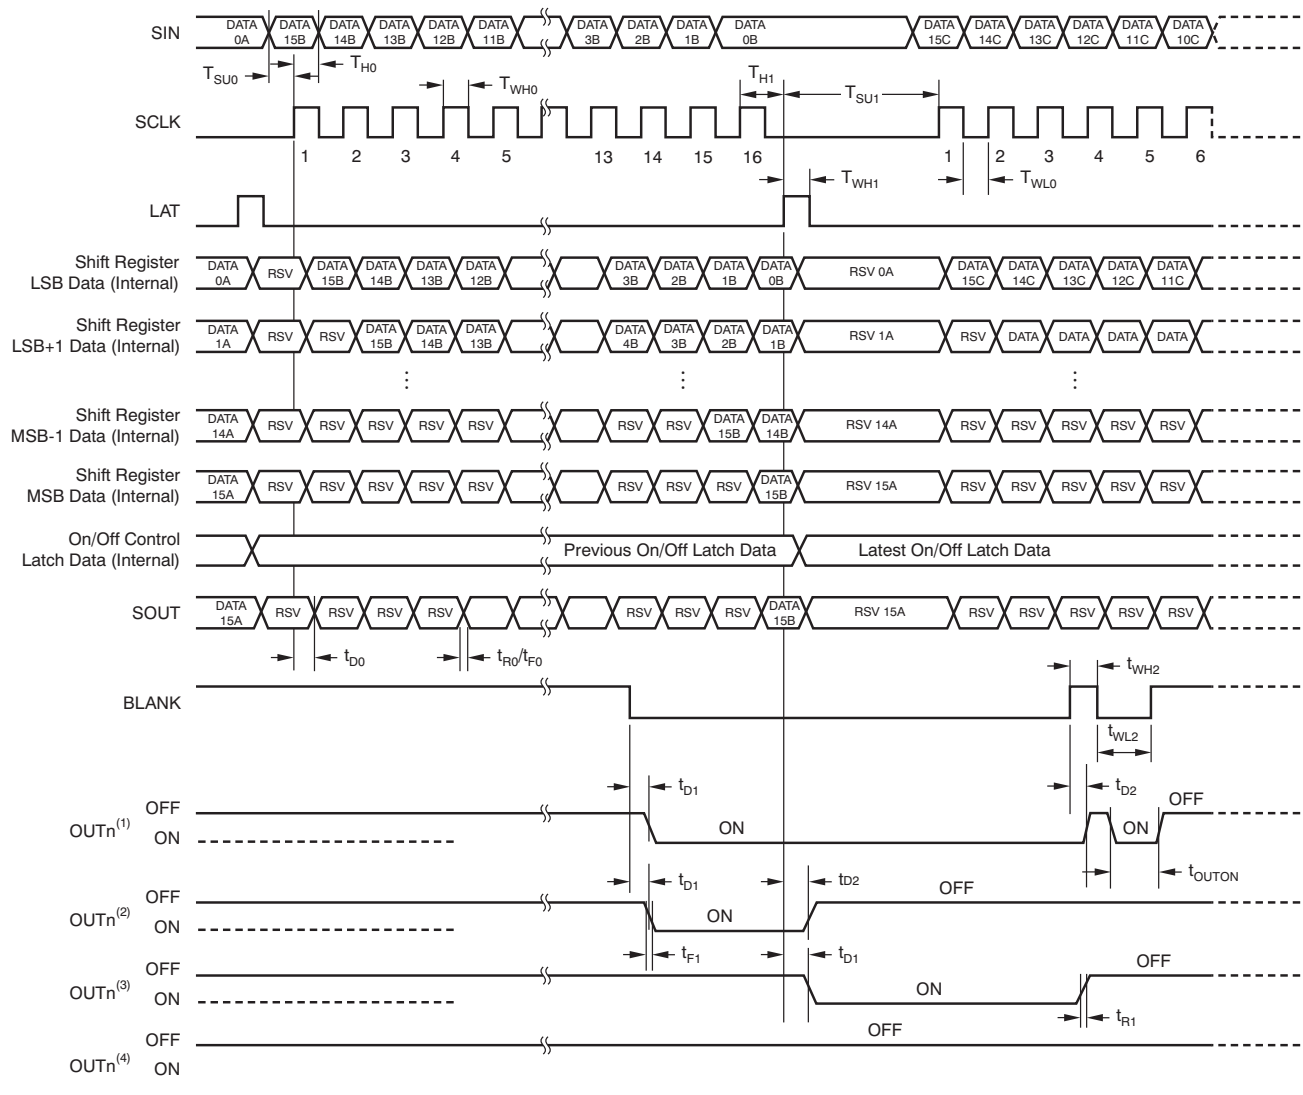 SIN DATA 0A DATA 15B DATA 14B DATA 13B DATA 12B DATA 11B DATA 3B DATA 2B DATA 1B DATA 0B DATA 15C DATA 14C DATA 13C DATA 12C DATA 11C DATA 10C
TSU0 TH0 TWH0 TH1 TSU1
SCLK
1 2 3 4 5 13 14 15 16 1 2 3 4 5 6
TWH1 TWL0
LAT
Shift Register
LSB Data (Internal)
DATA 0A RSV DATA 15B DATA 14B DATA 13B DATA 12B DATA 3B DATA 2B DATA 1B DATA 0B RSV 0A DATA 15C DATA 14C DATA 13C DATA 12C DATA 11C
Shift Register
LSB+1 Data (Internal)
DATA 1A RSV RSV DATA 15B DATA 14B DATA 13B DATA 4B DATA 3B DATA 2B DATA 1B RSV 1A RSV DATA DATA DATA DATA
Shift Register
MSB-1 Data (Internal)
DATA 14A RSV RSV RSV RSV RSV RSV RSV DATA 15B DATA 14B RSV 14A RSV RSV RSV RSV RSV
Shift Register
MSB Data (Internal)
DATA 15A RSV RSV RSV RSV RSV RSV RSV RSV DATA 15B RSV 15A RSV RSV RSV RSV RSV
On/Off Control
Latch Data (Internal)
Previous On/Off Latch Data Latest On/Off Latch Data
SOUT DATA 15A RSV RSV RSV RSV RSV RSV RSV DATA 15B RSV 15A RSV RSV RSV RSV RSV
tD0 tR0/tF0 tWH2
BLANK
tWL2
tD1 tD2
OFF OFF
OUTn(1) ON ON ON
tD1 tD2 tOUTON
OFF OFF
OUTn(2) ON ON
tF1 tD1
OFF OFF
OUTn(3) ON ON
tR1
OFF OFF
OUTn(4) ON